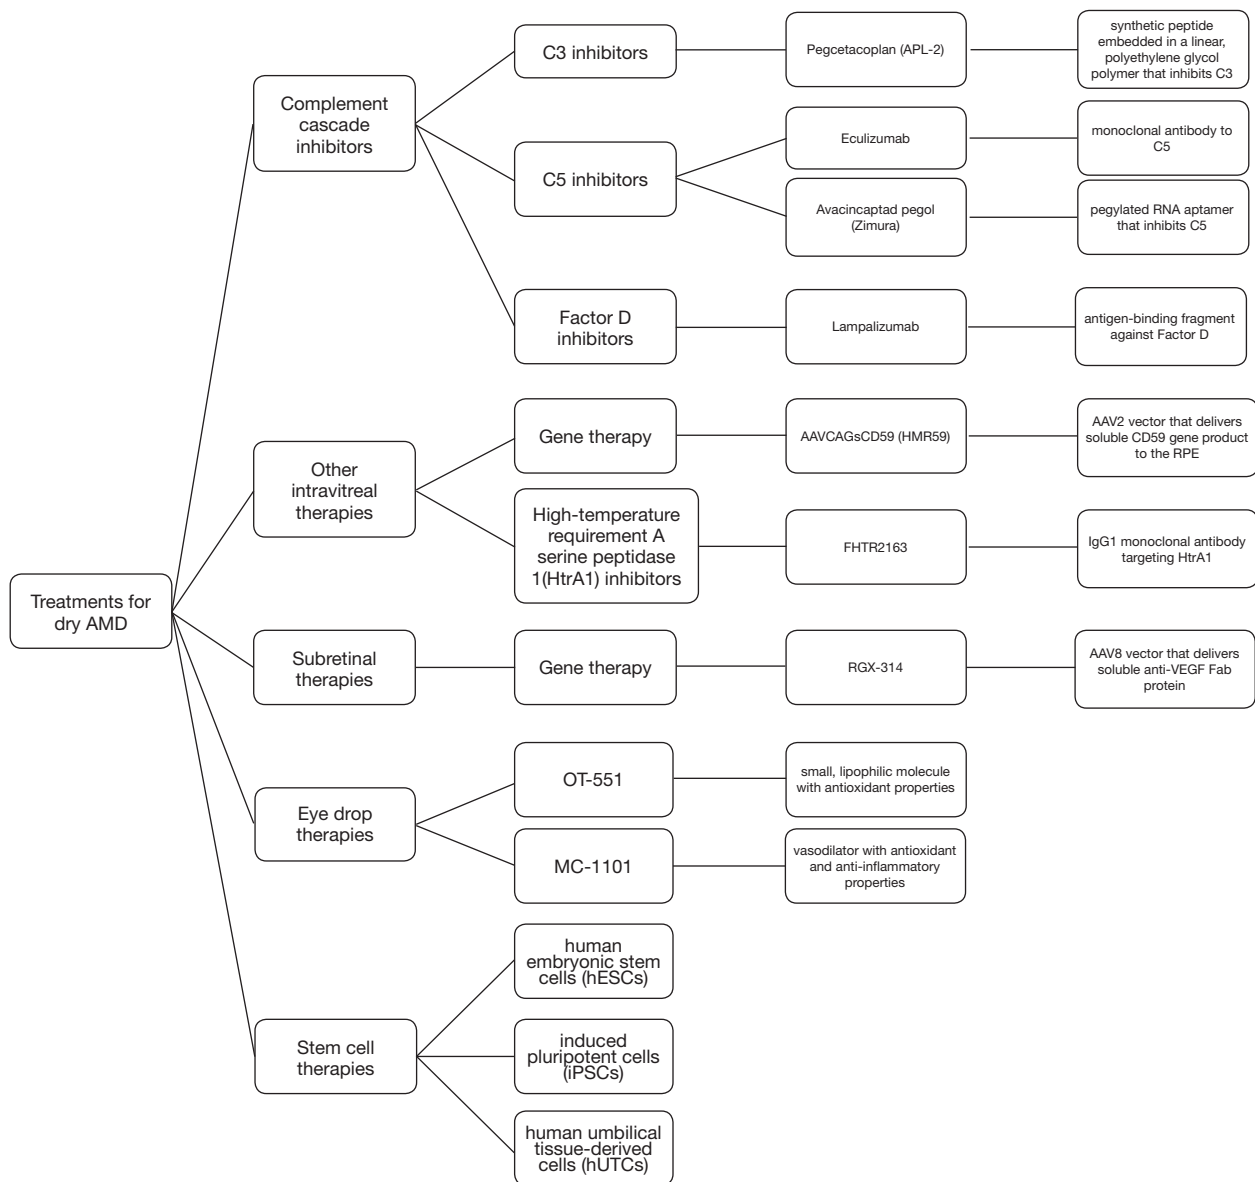 Treatments for
dry AMD
Complement
cascade
inhibitors
C3 inhibitors
Pegcetacoplan (APL-2)
synthetic peptide
embedded in a linear,
polyethylene glycol
polymer that inhibits C3
C5 inhibitors
Eculizumab
monoclonal antibody to
C5
Avacincaptad pegol
(Zimura)
pegylated RNA aptamer
that inhibits C5
Factor D
inhibitors
Lampalizumab
antigen-binding fragment
against Factor D
Other
intravitreal
therapies
Gene therapy
AAVCAGsCD59 (HMR59)
AAV2 vector that delivers
soluble CD59 gene product
to the RPE
High-temperature
requirement A
serine peptidase
1(HtrA1) inhibitors
FHTR2163
IgG1 monoclonal antibody
targeting HtrA1
Subretinal
therapies
Gene therapy
RGX-314
AAV8 vector that delivers
soluble anti-VEGF Fab
protein
Eye drop
therapies
OT-551
small, lipophilic molecule
with antioxidant properties
MC-1101
vasodilator with antioxidant
and anti-inflammatory
properties
Stem cell
therapies
human
embryonic stem
cells (hESCs)
induced
pluripotent cells
(iPSCs)
human umbilical
tissue-derived
cells (hUTCs)